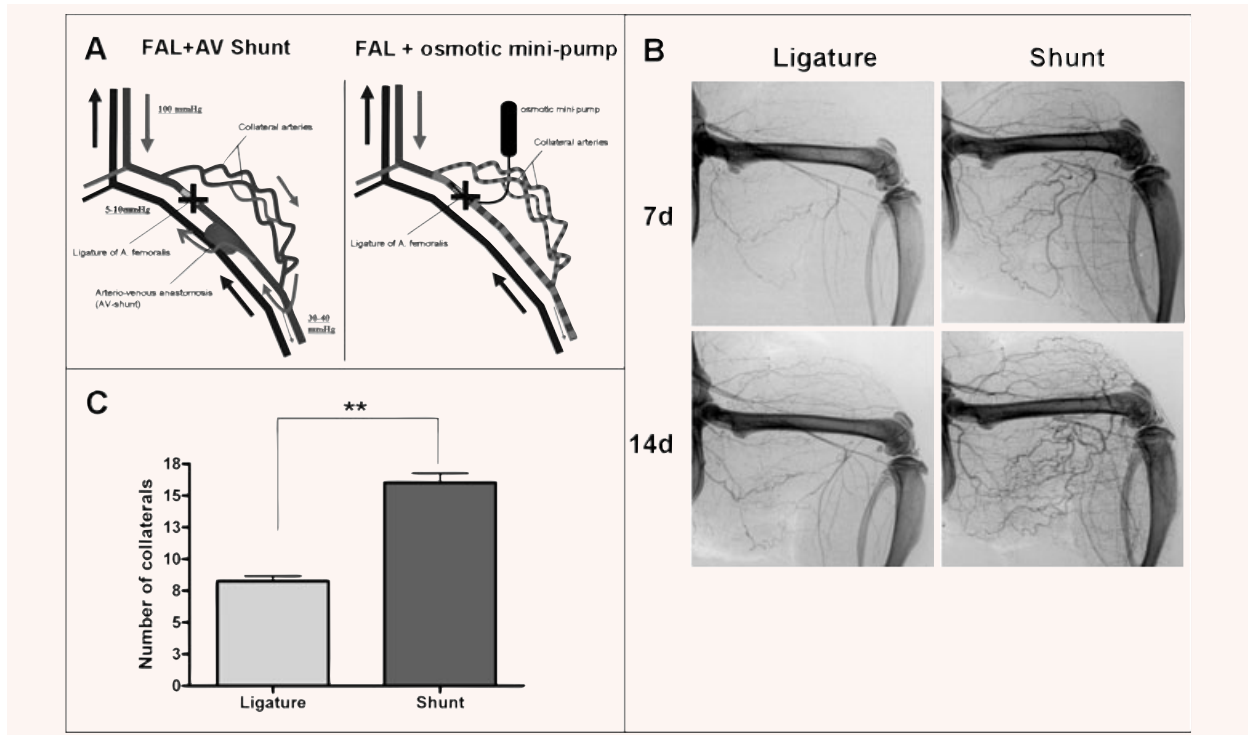 A
FAL+AV Shunt
FAL + osmotic mini-pump
100 mmHg
Collateral arteries
5-10mmHg
Ligature of A. femoralis
Arterio-venous anastomosis
(AV-shunt)
30-40
mmHg
osmotic mini-pump
Collateral arteries
Ligature of A. femoralis
B
Ligature
Shunt
7d
14d
C
**
Number of collaterals
18
15
13
10
8
5
3
0
Ligature
Shunt